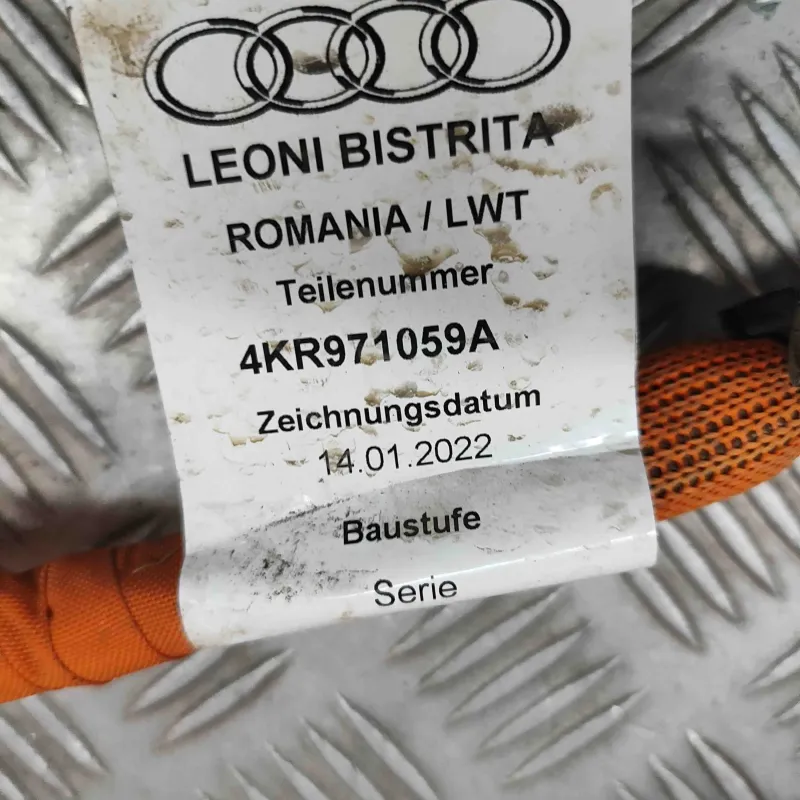 LEONI BISTRITA
ROMANIA / LWT
Teilenummer
4KR971059A
Zeichnungsdatum
14.01.2022
Baustufe
Serie